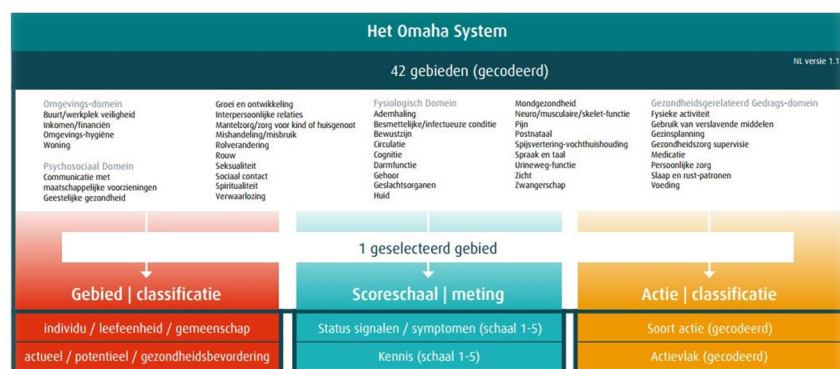 Het Omaha System
42 gebieden (gecodeerd)
NL versie 1.1
Omgevings-domein
Buurt/werkplek veiligheid
Inkomen/financiën
Omgevings-hygiëne
Woning
Psychosociaal Domein
Communicatie met
maatschappelijke voorzieningen
Geestelijke gezondheid
Groei en ontwikkeling
Interpersoonlijke relaties
Mantelzorg/zorg voor kind of huisgenoot
Mishandeling/misbruik
Rolverandering
Rouw
Seksualiteit
Sociaal contact
Spiritualiteit
Verwaarlozing
Fysiologisch Domein
Ademhaling
Besmettelijke/infectueuze conditie
Bewustzijn
Circulatie
Cognitie
Darmfunctie
Gehoor
Geslachtsorganen
Huid
Mondgezondheid
Neuro/musculaire/skelet-functie
Pijn
Postnataal
Spijsvertering-vochthuishouding
Spraak en taal
Urineweg-functie
Zicht
Zwangerschap
Gezondheidsgerelateerd Gedrags-domein
Fysieke activiteit
Gebruik van verslavende middelen
Gezinsplanning
Gezondheidszorg supervisie
Medicatie
Persoonlijke zorg
Slaap en rust-patronen
Voeding
1 geselecteerd gebied
Gebied | classificatie
individu / leefeenheid / gemeenschap
actueel / potentieel / gezondheidsbevordering
Scoreschaal | meting
Status signalen / symptomen (schaal 1-5)
Kennis (schaal 1-5)
Actie | classificatie
Soort actie (gecodeerd)
Actievlak (gecodeerd)